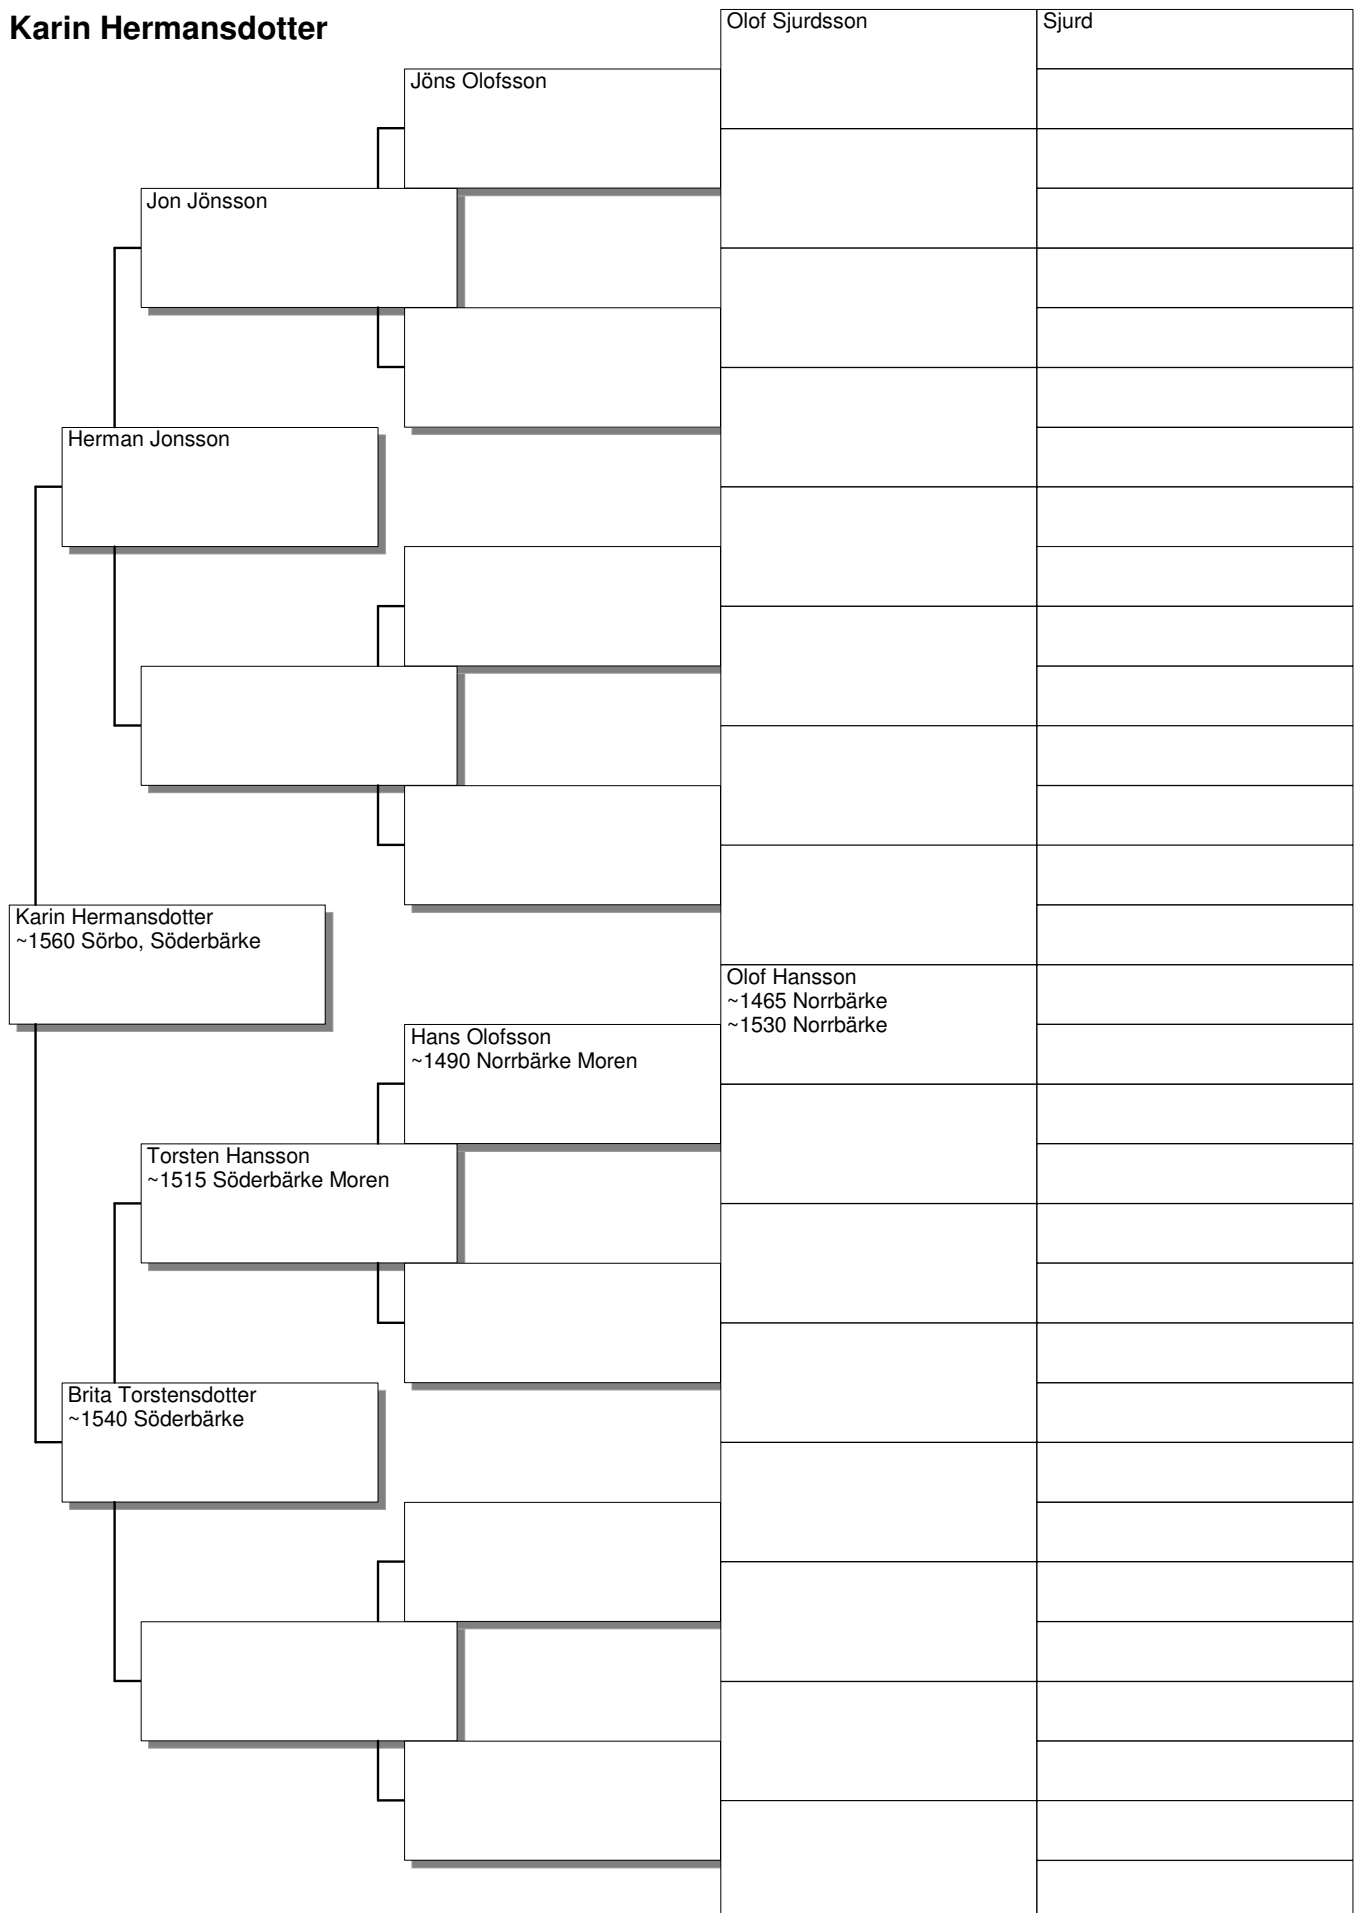 Karin Hermansdotter
Olof Sjurdsson
Sjurd
Jöns Olofsson
Jon Jönsson
Herman Jonsson
Karin Hermansdotter
~1560 Sörbo, Söderbärke
Olof Hansson
~1465 Norrbärke
~1530 Norrbärke
Hans Olofsson
~1490 Norrbärke Moren
Torsten Hansson
~1515 Söderbärke Moren
Brita Torstensdotter
~1540 Söderbärke